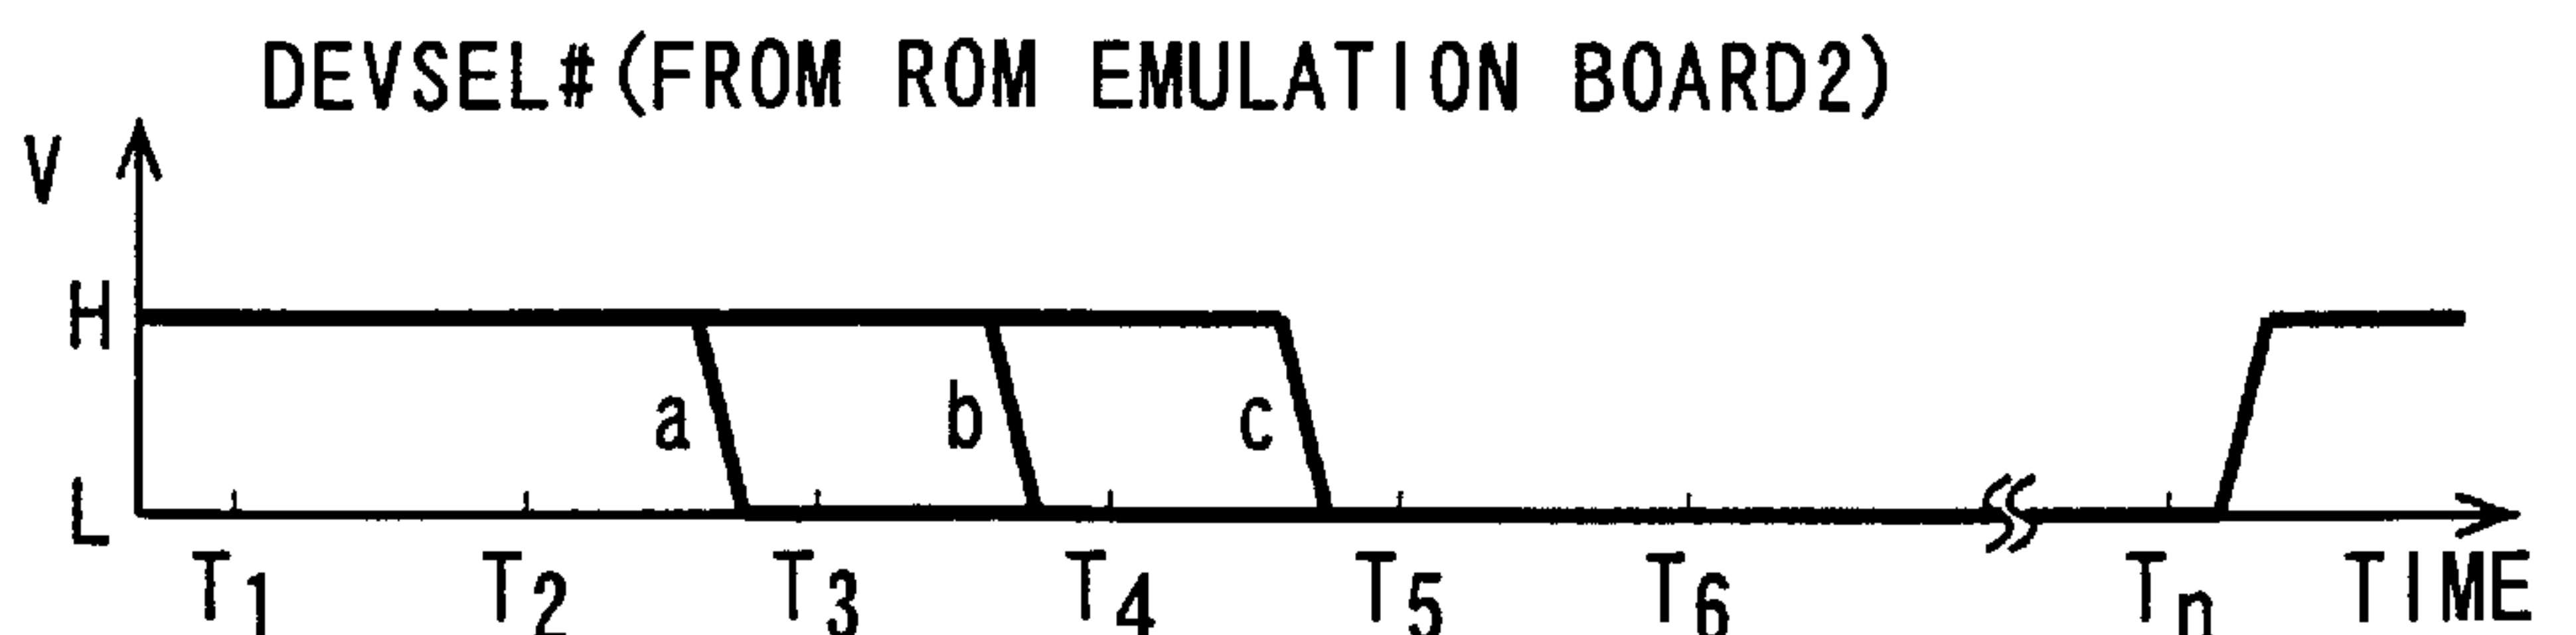 DEVSEL#(FROM ROM EMULATION BOARD2)
V
H
a b c
L
T1 T2 T3 T4 T5 T6 Tn TIME